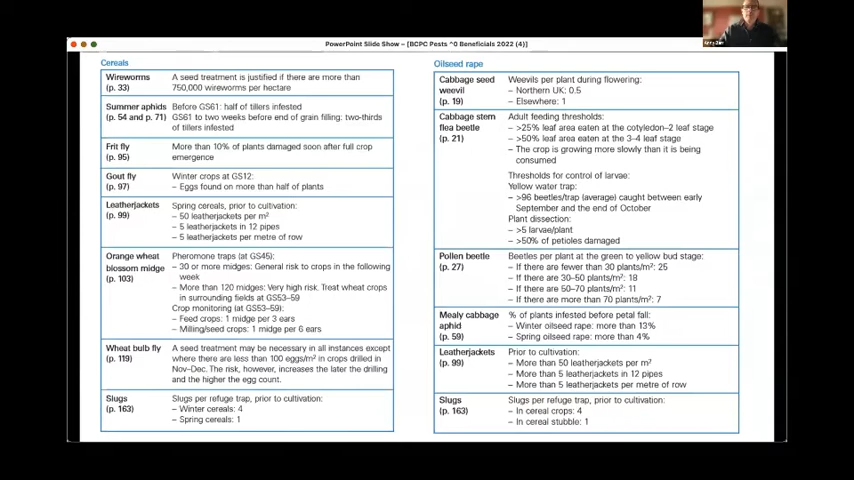 PowerPoint Slide Show – [BCPC Pests ^0 Beneficials 2022 (4)]
Cereals
Wireworms
(p. 33)
A seed treatment is justified if there are more than
750,000 wireworms per hectare
Summer aphids
(p. 54 and p. 71)
Before GS61: half of tillers infested
GS61 to two weeks before end of grain filling: two-thirds
of tillers infested
Frit fly
(p. 95)
More than 10% of plants damaged soon after full crop
emergence
Gout fly
(p. 97)
Winter crops at GS12:
– Eggs found on more than half of plants
Leatherjackets
(p. 99)
Spring cereals, prior to cultivation:
– 50 leatherjackets per m²
– 5 leatherjackets in 12 pipes
– 5 leatherjackets per metre of row
Orange wheat
blossom midge
(p. 103)
Pheromone traps (at GS45):
– 30 or more midges: General risk to crops in the following
week
– More than 120 midges: Very high risk. Treat wheat crops
in surrounding fields at GS53–59
Crop monitoring (at GS53–59):
– Feed crops: 1 midge per 3 ears
– Milling/seed crops: 1 midge per 6 ears
Wheat bulb fly
(p. 119)
A seed treatment may be necessary in all instances except
where there are less than 100 eggs/m² in crops drilled in
Nov–Dec. The risk, however, increases the later the drilling
and the higher the egg count.
Slugs
(p. 163)
Slugs per refuge trap, prior to cultivation:
– Winter cereals: 4
– Spring cereals: 1
Oilseed rape
Cabbage seed
weevil
(p. 19)
Weevils per plant during flowering:
– Northern UK: 0.5
– Elsewhere: 1
Cabbage stem
flea beetle
(p. 21)
Adult feeding thresholds:
– >25% leaf area eaten at the cotyledon–2 leaf stage
– >50% leaf area eaten at the 3–4 leaf stage
– The crop is growing more slowly than it is being
consumed
Thresholds for control of larvae:
Yellow water trap:
– >96 beetles/trap (average) caught between early
September and the end of October
Plant dissection:
– >5 larvae/plant
– >50% of petioles damaged
Pollen beetle
(p. 27)
Beetles per plant at the green to yellow bud stage:
– If there are fewer than 30 plants/m²: 25
– If there are 30–50 plants/m²: 18
– If there are 50–70 plants/m²: 11
– If there are more than 70 plants/m²: 7
Mealy cabbage
aphid
(p. 59)
% of plants infested before petal fall:
– Winter oilseed rape: more than 13%
– Spring oilseed rape: more than 4%
Leatherjackets
(p. 99)
Prior to cultivation:
– More than 50 leatherjackets per m²
– More than 5 leatherjackets in 12 pipes
– More than 5 leatherjackets per metre of row
Slugs
(p. 163)
Slugs per refuge trap, prior to cultivation:
– In cereal crops: 4
– In cereal stubble: 1